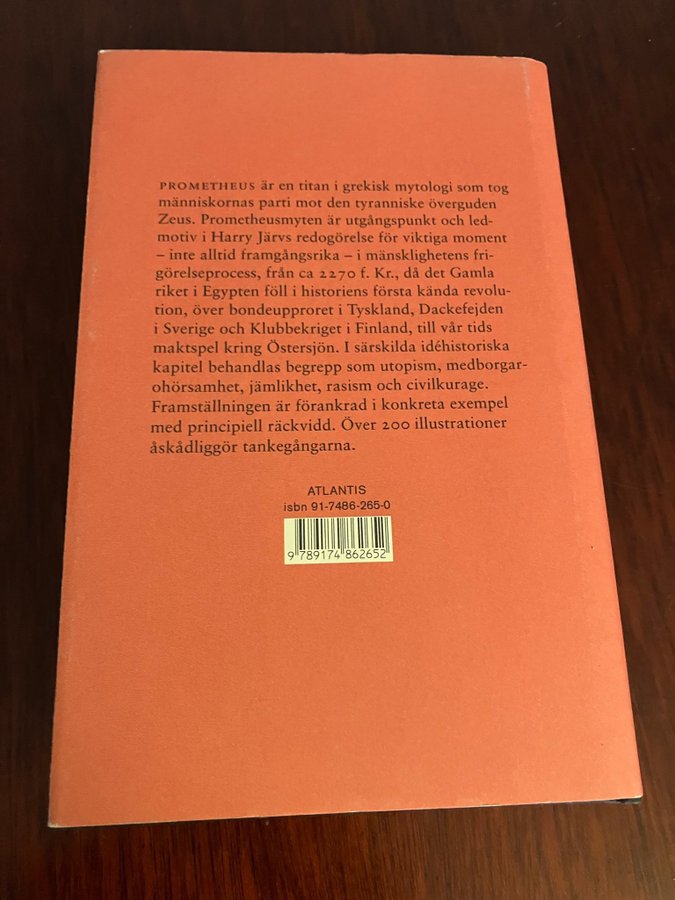 PROMETHEUS är en titan i grekisk mytologi som tog
människornas parti mot den tyranniske överguden
Zeus. Prometheusmyten är utgångspunkt och led-
motiv i Harry Järvs redogörelse för viktiga moment
– inte alltid framgångsrika – i mänsklighetens fri-
görelseprocess, från ca 2270 f. Kr., då det Gamla
riket i Egypten föll i historiens första kända revolu-
tion, över bondeupproret i Tyskland, Dackefejden
i Sverige och Klubbekriget i Finland, till vår tids
maktspel kring Östersjön. I särskilda idéhistoriska
kapitel behandlas begrepp som utopism, medborgar-
ohörsamhet, jämlikhet, rasism och civilkurage.
Framställningen är förankrad i konkreta exempel
med principiell räckvidd. Över 200 illustrationer
åskådliggör tankegångarna.
ATLANTIS
isbn 91-7486-265-0
9 789174 862652